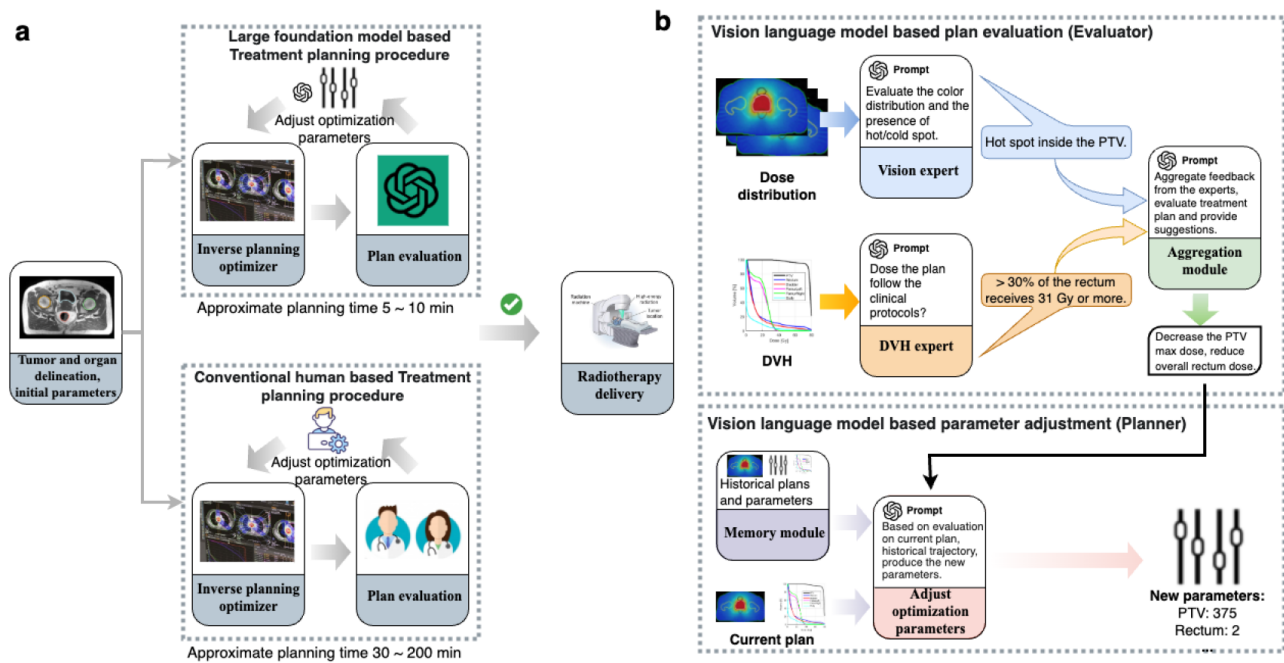 a
Large foundation model based
Treatment planning procedure
Adjust optimization
parameters
Inverse planning
optimizer
Plan evaluation
Approximate planning time 5 ~ 10 min
Tumor and organ
delineation,
initial parameters
Conventional human based Treatment
planning procedure
Adjust optimization
parameters
Inverse planning
optimizer
Plan evaluation
Approximate planning time 30 ~ 200 min
Radiation
machine
High-energy
radiation
Tumor
location
Radiotherapy
delivery
b
Vision language model based plan evaluation (Evaluator)
Dose
distribution
Prompt
Evaluate the color
distribution and the
presence of
hot/cold spot.
Vision expert
Hot spot inside the PTV.
DVH
Prompt
Dose the plan
follow the
clinical
protocols?
DVH expert
> 30% of the rectum
receives 31 Gy or more.
Prompt
Aggregate feedback
from the experts,
evaluate treatment
plan and provide
suggestions.
Aggregation
module
Decrease the PTV
max dose, reduce
overall rectum dose.
Vision language model based parameter adjustment (Planner)
Historical plans
and parameters
Memory module
Current plan
Prompt
Based on evaluation
on current plan,
historical trajectory,
produce the new
parameters.
Adjust
optimization
parameters
New parameters:
PTV: 375
Rectum: 2